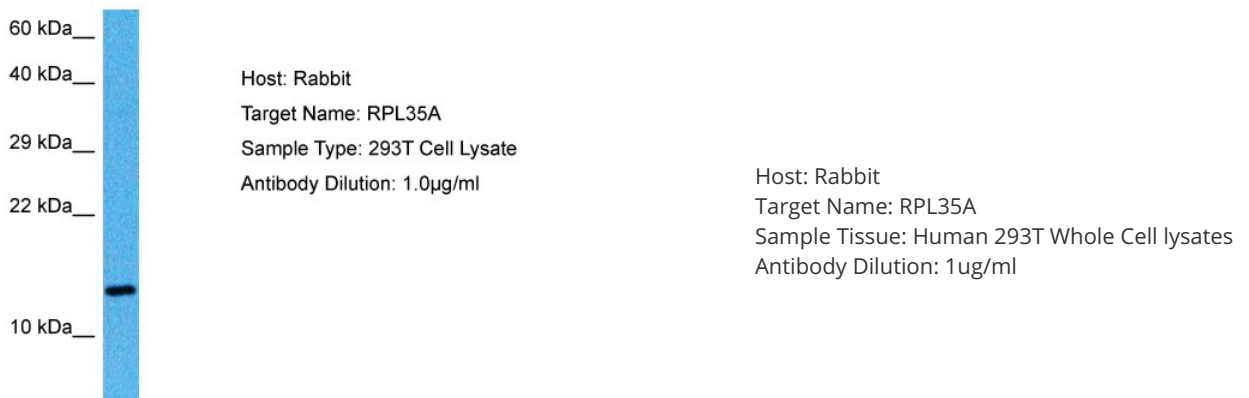 60 kDa__
40 kDa__
29 kDa__
22 kDa__
10 kDa__
Host: Rabbit
Target Name: RPL35A
Sample Type: 293T Cell Lysate
Antibody Dilution: 1.0µg/ml
Host: Rabbit
Target Name: RPL35A
Sample Tissue: Human 293T Whole Cell lysates
Antibody Dilution: 1ug/ml